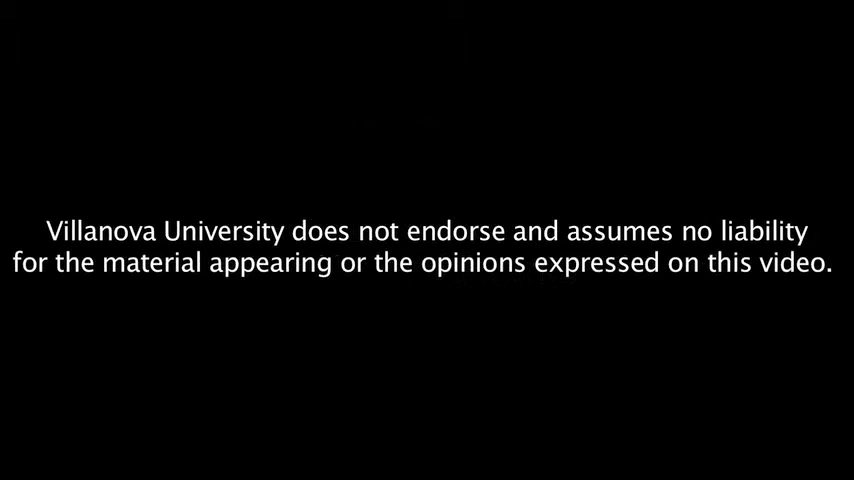 Villanova University does not endorse and assumes no liability
for the material appearing or the opinions expressed on this video.